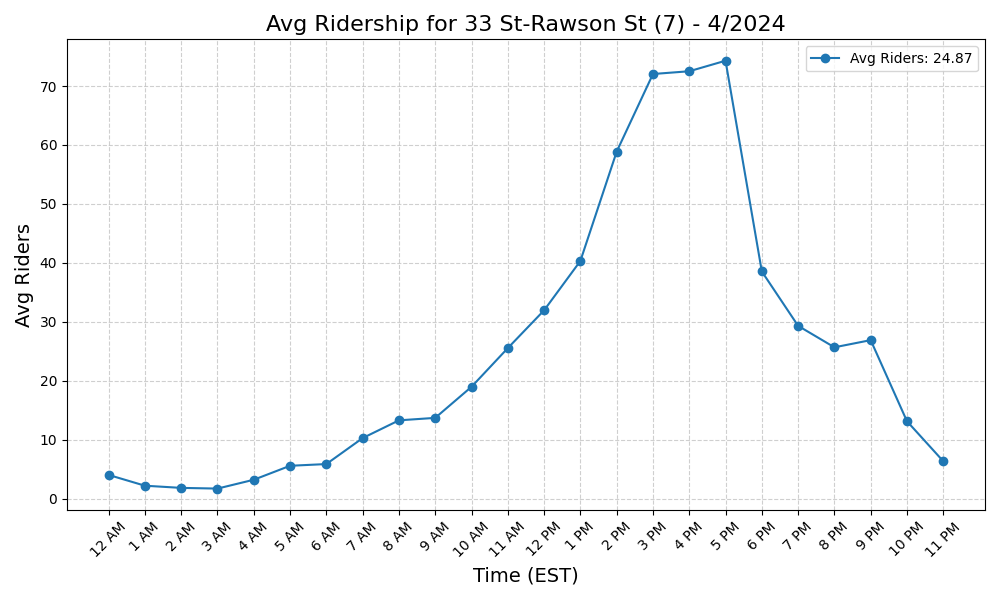 Avg Ridership for 33 St-Rawson St (7) - 4/2024
Avg Riders: 24.87
Avg Riders
70
60
50
40
30
20
10
0
12 AM
1 AM
2 AM
3 AM
4 AM
5 AM
6 AM
7 AM
8 AM
9 AM
10 AM
11 AM
12 PM
1 PM
2 PM
3 PM
4 PM
5 PM
6 PM
7 PM
8 PM
9 PM
10 PM
11 PM
Time (EST)